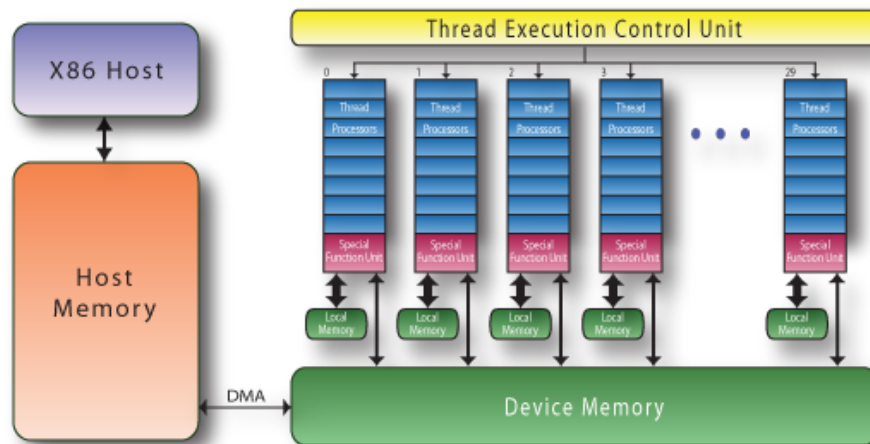 Thread Execution Control Unit
X86 Host
0
1
2
3
29
Thread
Processors
Thread
Processors
Thread
Processors
Thread
Processors
Thread
Processors
Special
Function Unit
Special
Function Unit
Special
Function Unit
Special
Function Unit
Special
Function Unit
Host
Memory
Local
Memory
Local
Memory
Local
Memory
Local
Memory
Local
Memory
DMA
Device Memory